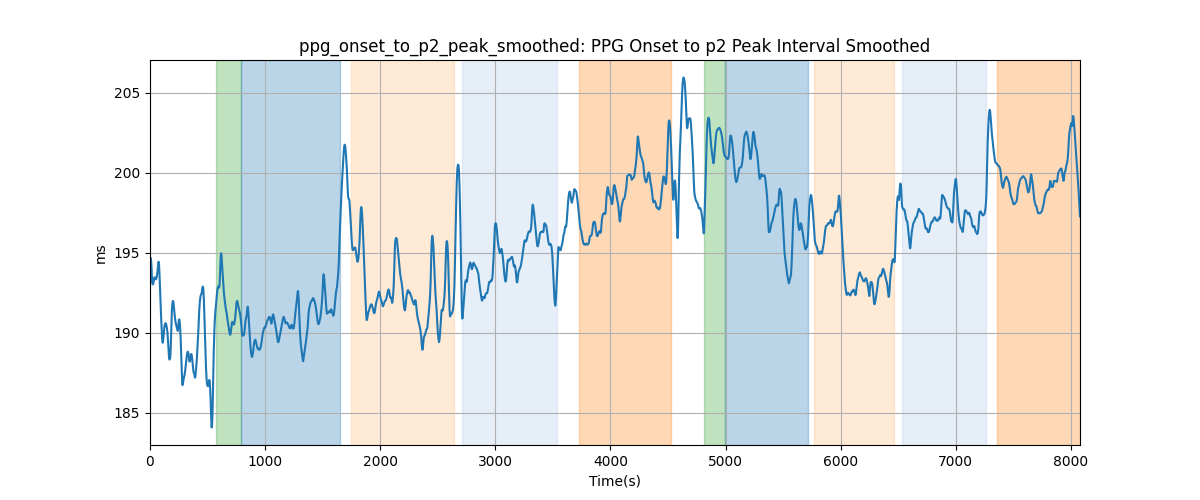 ppg_onset_to_p2_peak_smoothed: PPG Onset to p2 Peak Interval Smoothed
205
200
195
190
185
ms
0 1000 2000 3000 4000 5000 6000 7000 8000
Time(s)